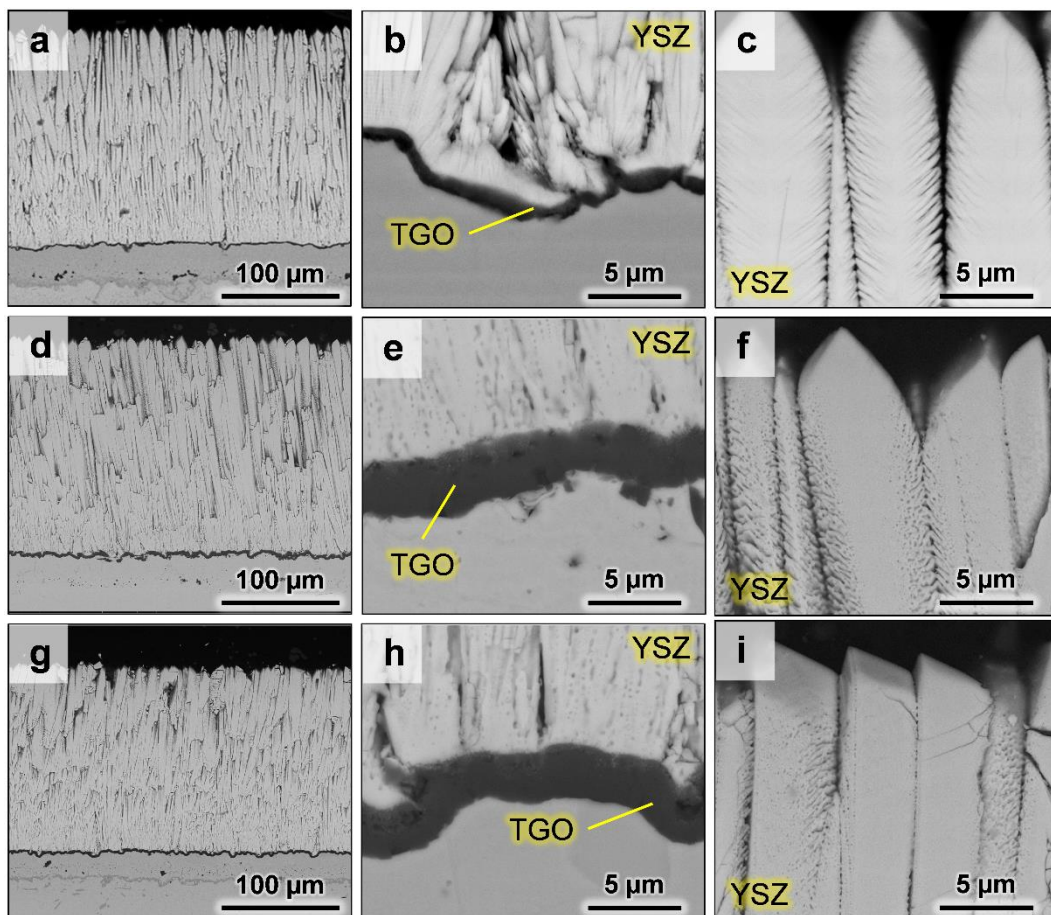 a
100 µm
b
YSZ
TGO
5 µm
c
YSZ
5 µm
d
100 µm
e
YSZ
TGO
5 µm
f
YSZ
5 µm
g
100 µm
h
YSZ
TGO
5 µm
i
YSZ
5 µm